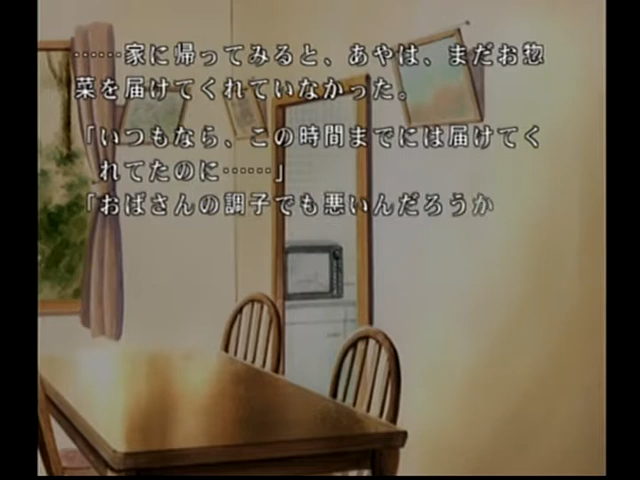 ……家に帰ってみると、あやは、まだお惣
菜を届けてくれていなかった。
「いつもなら、この時間までには届けてく
れてたのに……」
「おばさんの調子でも悪いんだろうか